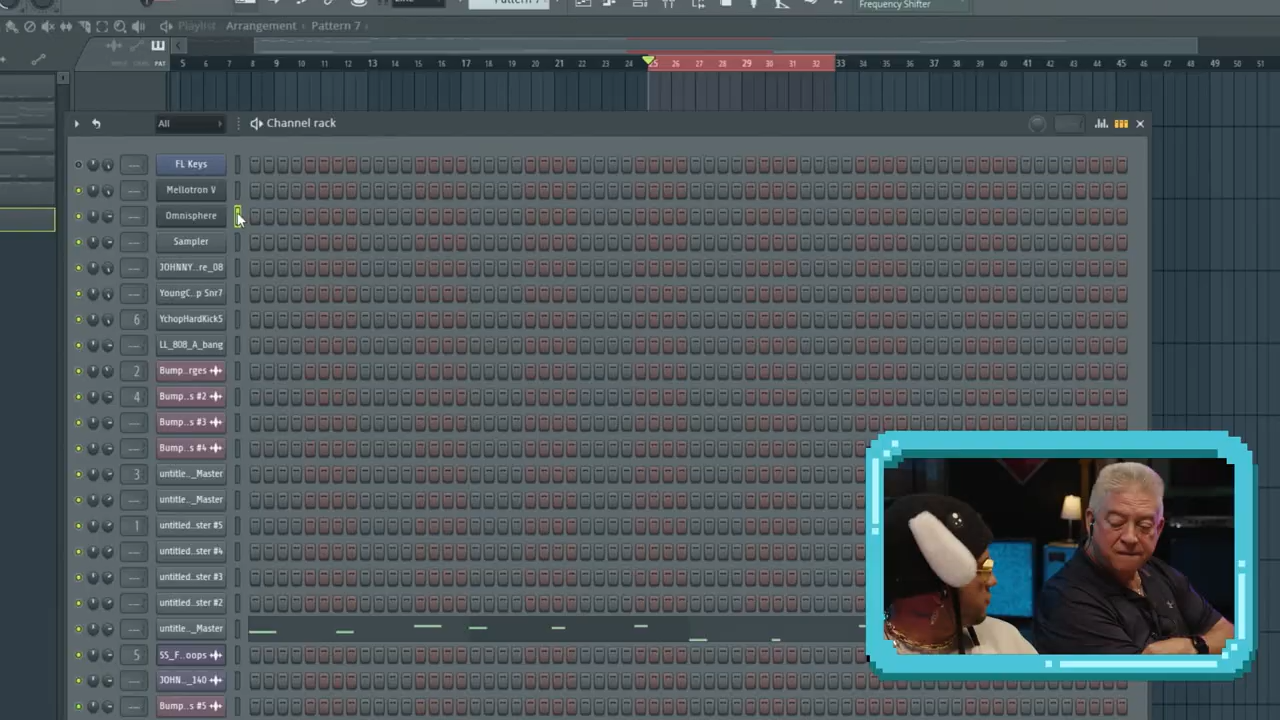 Pattern 7
Frequency Shifter
Playlist Arrangement › Pattern 7 ›
PAT
5 6 7 8 9 10 11 12 13 14 15 16 17 18 19 20 21 22 23 24 25 26 27 28 29 30 31 32 33 34 35 36 37 38 39 40 41 42 43 44 45 46 47 48 49 50 51
All Channel rack
FL Keys
Mellotron V
Omnisphere
Sampler
JOHNNY...re_08
YoungC...p Snr7
6 YchopHardKick5
LL_808_A_bang
2 Bump...rges
4 Bump...s #2
Bump...s #3
Bump...s #4
3 untitle..._Master
untitle..._Master
1 untitled...ster #5
untitled...ster #4
untitled...ster #3
untitled...ster #2
untitle..._Master
5 SS_F...oops
JOHN..._140
Bump...s #5